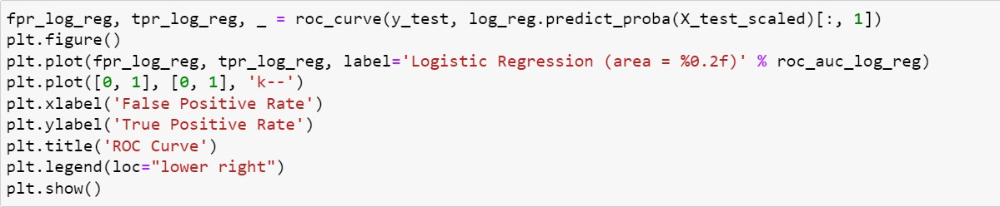 fpr_log_reg, tpr_log_reg, _ = roc_curve(y_test, log_reg.predict_proba(X_test_scaled)[:, 1])
plt.figure()
plt.plot(fpr_log_reg, tpr_log_reg, label='Logistic Regression (area = %0.2f)' % roc_auc_log_reg)
plt.plot([0, 1], [0, 1], 'k--')
plt.xlabel('False Positive Rate')
plt.ylabel('True Positive Rate')
plt.title('ROC Curve')
plt.legend(loc="lower right")
plt.show()